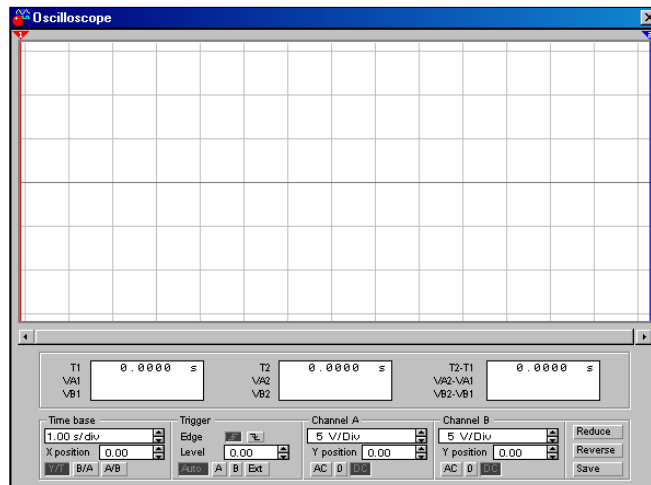 Oscilloscope
1 2
T1 0.0000 s T2 0.0000 s T2-T1 0.0000 s
VA1 VA2 VA2-VA1
VB1 VB2 VB2-VB1
Time base Trigger Channel A Channel B
1.00 s/div Edge 5 V/Div 5 V/Div Reduce
X position 0.00 Level 0.00 Y position 0.00 Y position 0.00 Reverse
Y/T B/A A/B Auto A B Ext AC 0 DC AC 0 DC Save